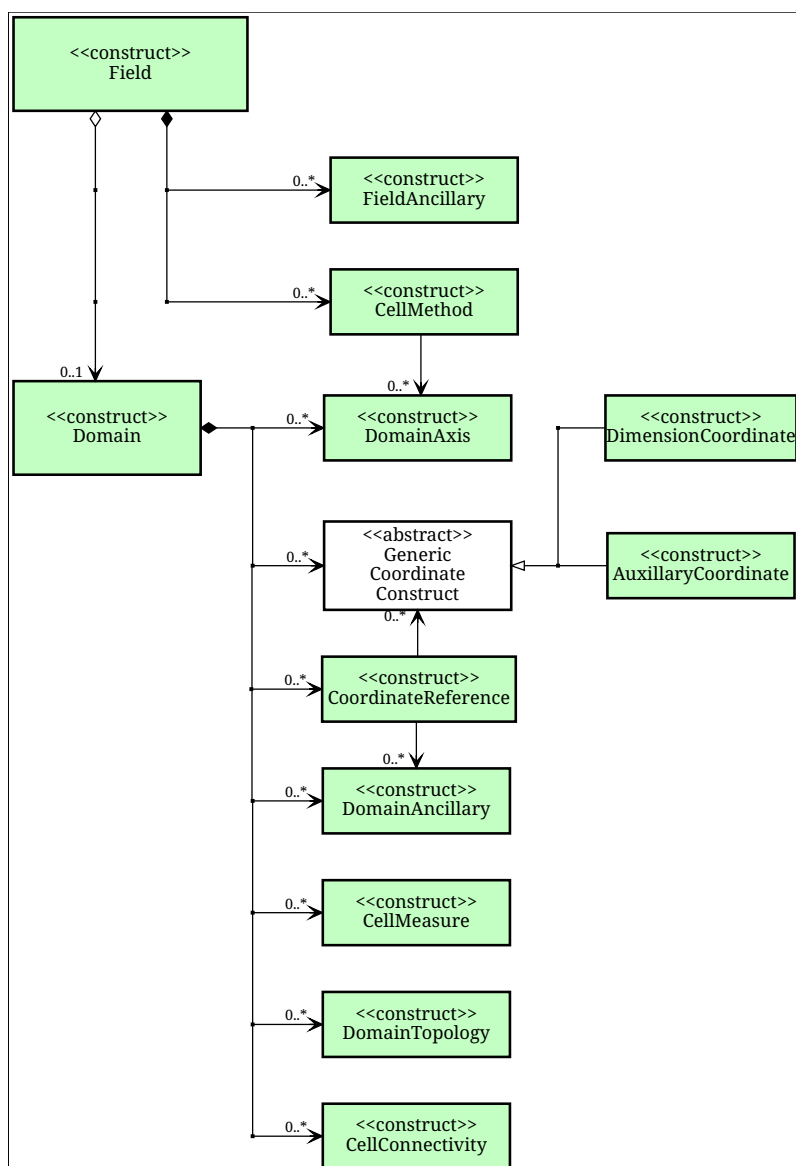 <<construct>>
Field
0..*
<<construct>>
FieldAncillary
0..*
<<construct>>
CellMethod
0..1
0..*
<<construct>>
Domain
0..*
<<construct>>
DomainAxis
<<construct>>
DimensionCoordinate
0..*
<<abstract>>
Generic
Coordinate
Construct
<<construct>>
AuxillaryCoordinate
0..*
0..*
<<construct>>
CoordinateReference
0..*
0..*
<<construct>>
DomainAncillary
0..*
<<construct>>
CellMeasure
0..*
<<construct>>
DomainTopology
0..*
<<construct>>
CellConnectivity